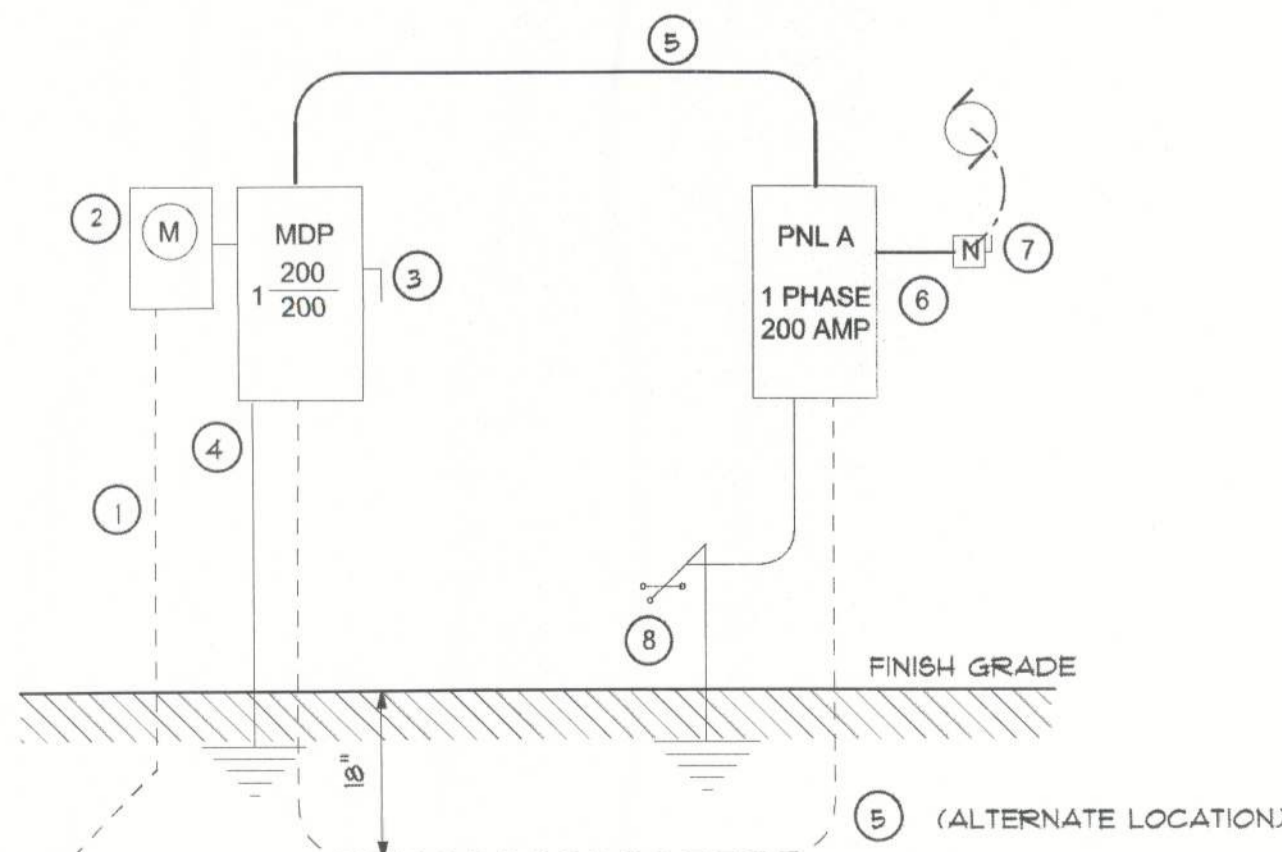 5
2
M
MDP
1 200
200
3
PNL A
1 PHASE
200 AMP
N
7
6
4
1
8
FINISH GRADE
18"
5 (ALTERNATE LOCATION)